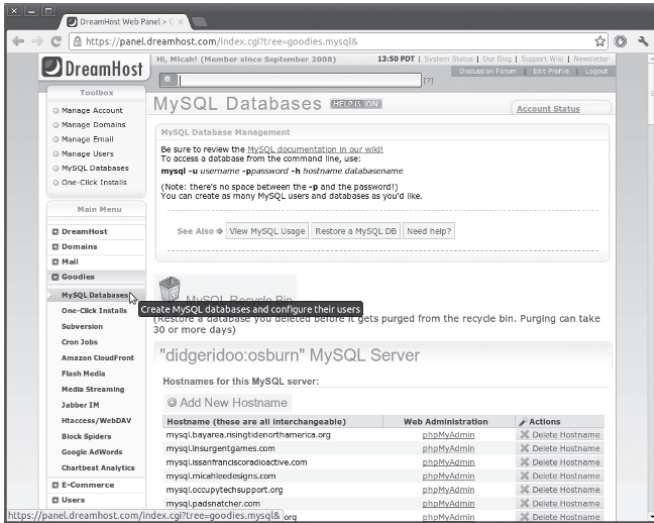 DreamHost Web Panel > G
https://panel.dreamhost.com/index.cgi?tree=goodies.mysql&
DreamHost
Hi, Micah! (Member since September 2008)
13:50 PDT | System Status | Our Blog | Support Wiki | Newsletter
Discussion Forum | Edit Profile | Logout
[?]
Toolbox
Manage Account
Manage Domains
Manage Email
Manage Users
MySQL Databases
One-Click Installs
Main Menu
DreamHost
Domains
Mail
Goodies
MySQL Databases
One-Click Installs
Subversion
Cron Jobs
Amazon CloudFront
Flash Media
Media Streaming
Jabber IM
Htaccess/WebDAV
Block Spiders
Google AdWords
Chartbeat Analytics
E-Commerce
Users
MySQL Databases HELP IS ON
Account Status
MySQL Database Management
Be sure to review the MySQL documentation in our wiki!
To access a database from the command line, use:
mysql -u username -ppassword -h hostname databasename
(Note: there's no space between the -p and the password!)
You can create as many MySQL users and databases as you'd like.
See Also View MySQL Usage Restore a MySQL DB Need help?
MySQL Recycle Bin
Create MySQL databases and configure their users
(Restore a database you deleted before it gets purged from the recycle bin. Purging can take
30 or more days)
"didgeridoo:osburn" MySQL Server
Hostnames for this MySQL server:
Add New Hostname
Hostname (these are all interchangeable) Web Administration Actions
mysql.bayarea.risingtidenorthamerica.org phpMyAdmin Delete Hostname
mysql.insurgentgames.com phpMyAdmin Delete Hostname
mysql.issanfranciscoradioactive.com phpMyAdmin Delete Hostname
mysql.micahleedesigns.com phpMyAdmin Delete Hostname
mysql.occupytechsupport.org phpMyAdmin Delete Hostname
mysql.padsnatcher.com phpMyAdmin Delete Hostname
https://panel.dreamhost.com/index.cgi?tree=goodies.mysql& org phpMyAdmin Delete Hostname